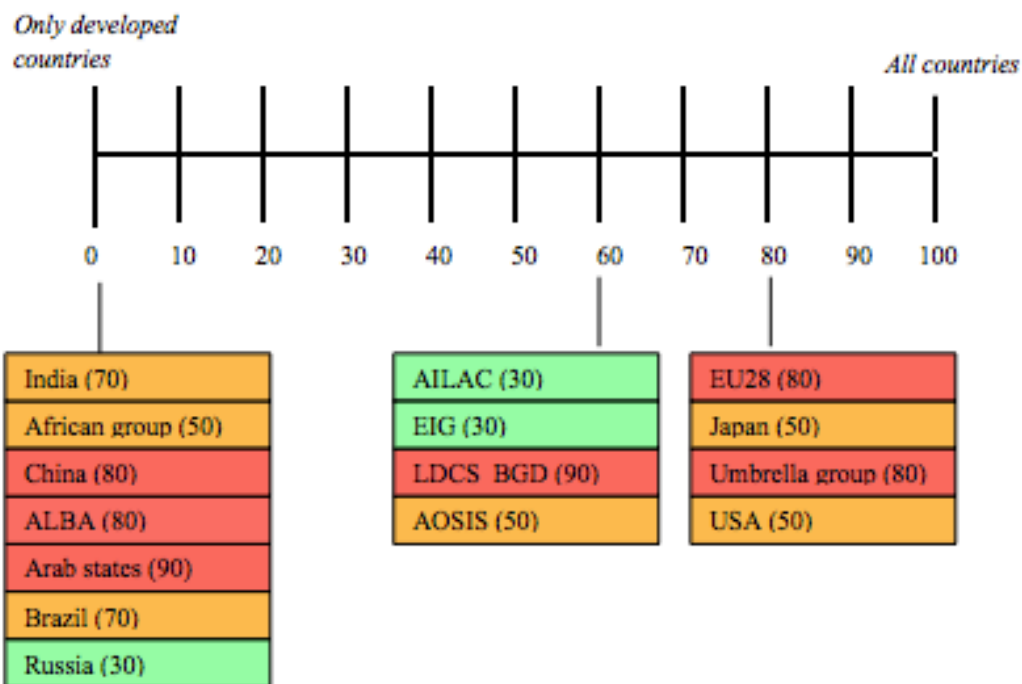 Only developed
countries
All countries
0 10 20 30 40 50 60 70 80 90 100
India (70)
African group (50)
China (80)
ALBA (80)
Arab states (90)
Brazil (70)
Russia (30)
AILAC (30)
EIG (30)
LDCS BGD (90)
AOSIS (50)
EU28 (80)
Japan (50)
Umbrella group (80)
USA (50)